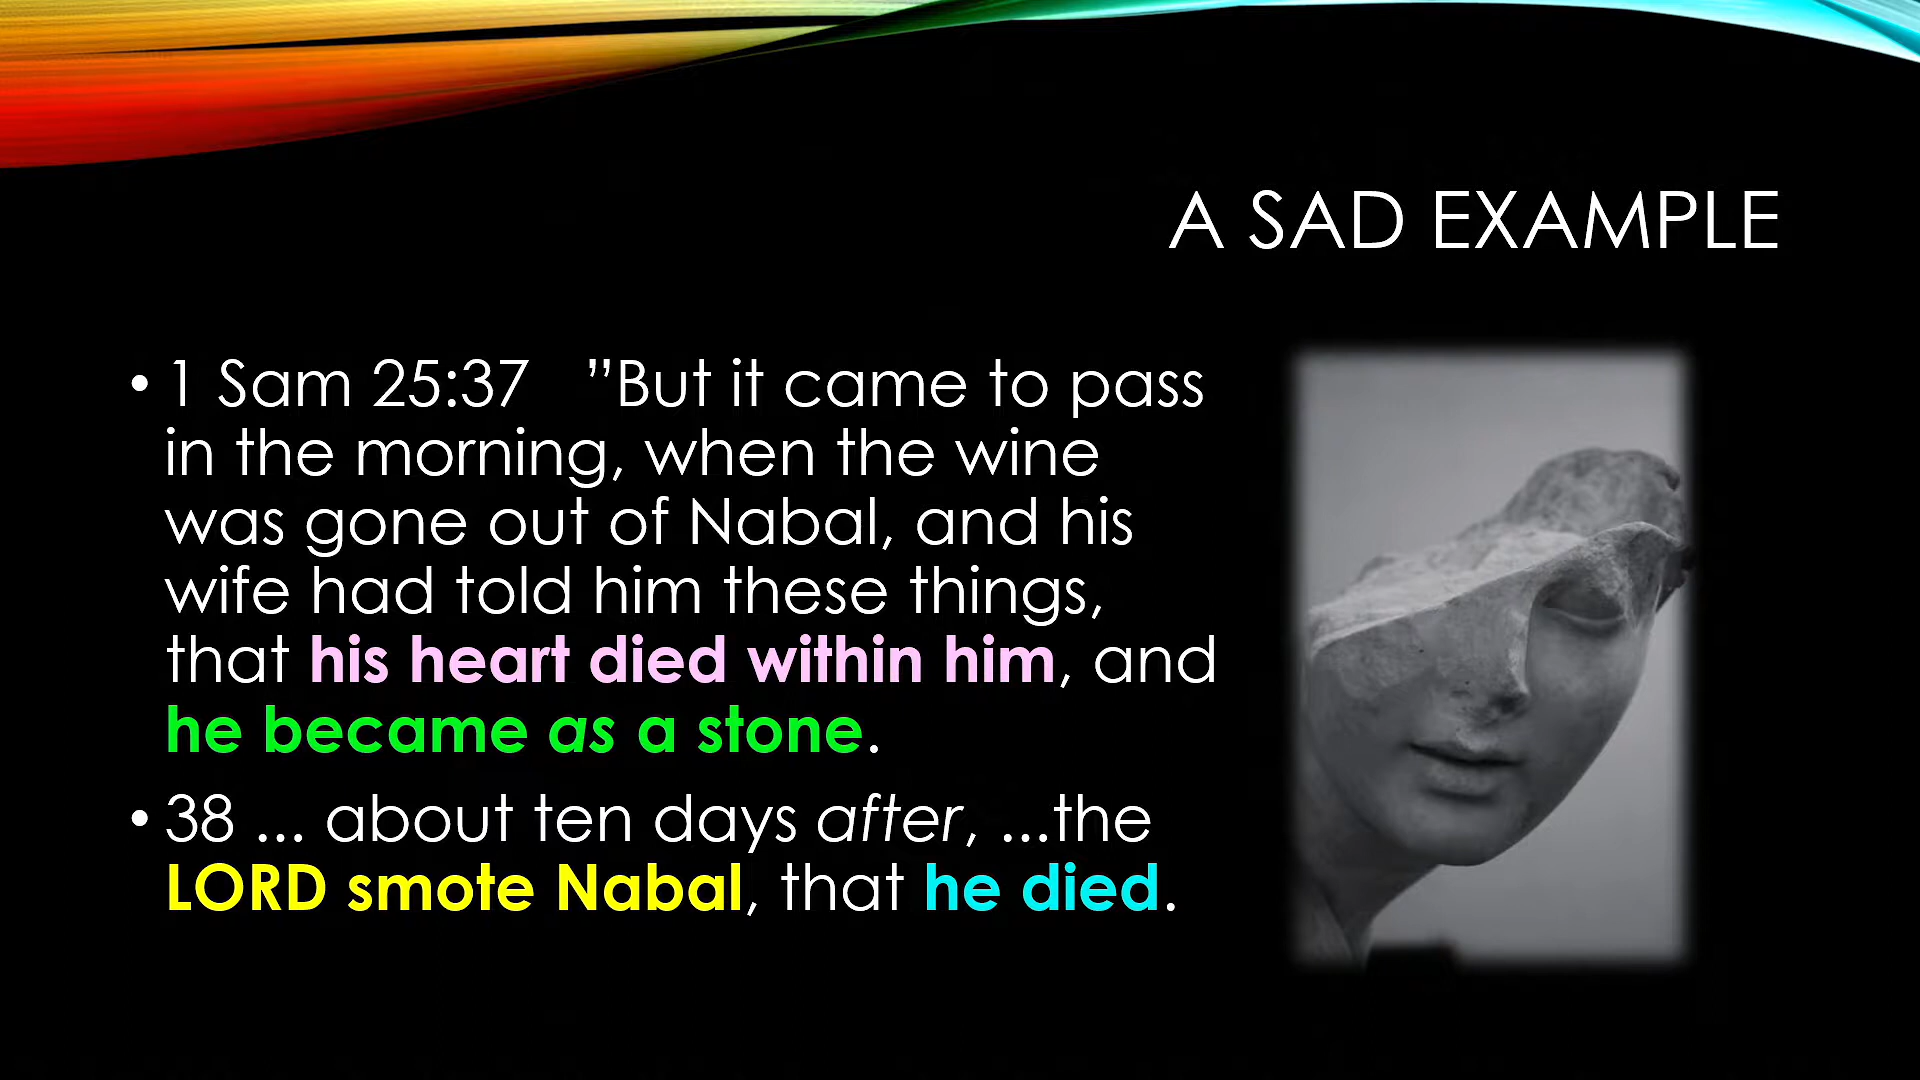 A SAD EXAMPLE
• 1 Sam 25:37 ”But it came to pass
in the morning, when the wine
was gone out of Nabal, and his
wife had told him these things,
that his heart died within him, and
he became as a stone.
• 38 ... about ten days after, ...the
LORD smote Nabal, that he died.